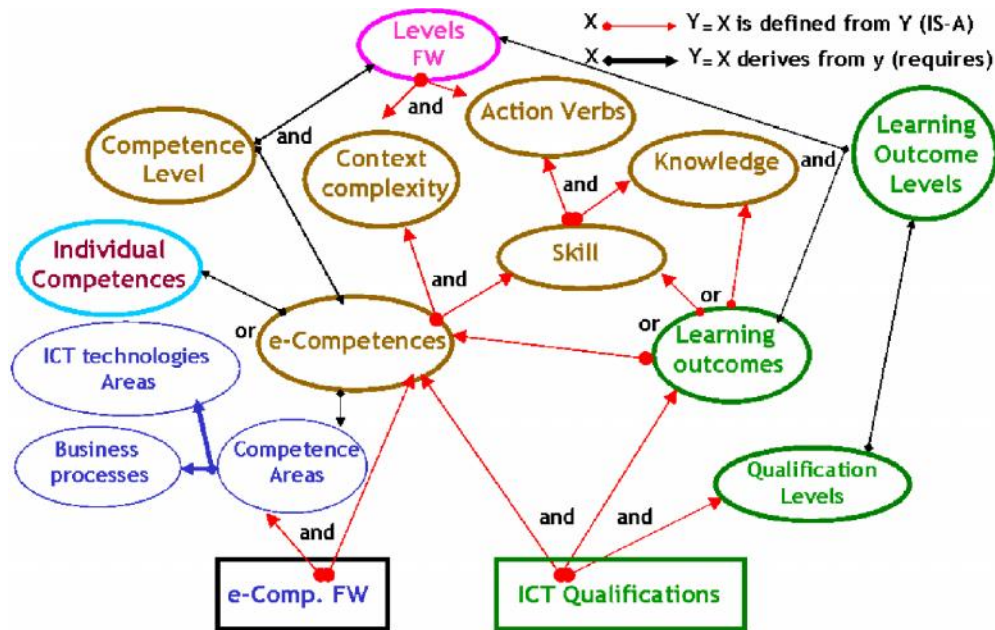 X Y= X is defined from Y (IS-A)
X Y= X derives from y (requires)
Levels
FW
and
Action Verbs
and
Competence
Level
Context
complexity
and
Knowledge
and
Learning
Outcome
Levels
Individual
Competences
and
Skill
or
or
or
e-Competences
Learning
outcomes
ICT technologies
Areas
Business
processes
Competence
Areas
Qualification
Levels
and
and
and
e-Comp. FW
ICT Qualifications